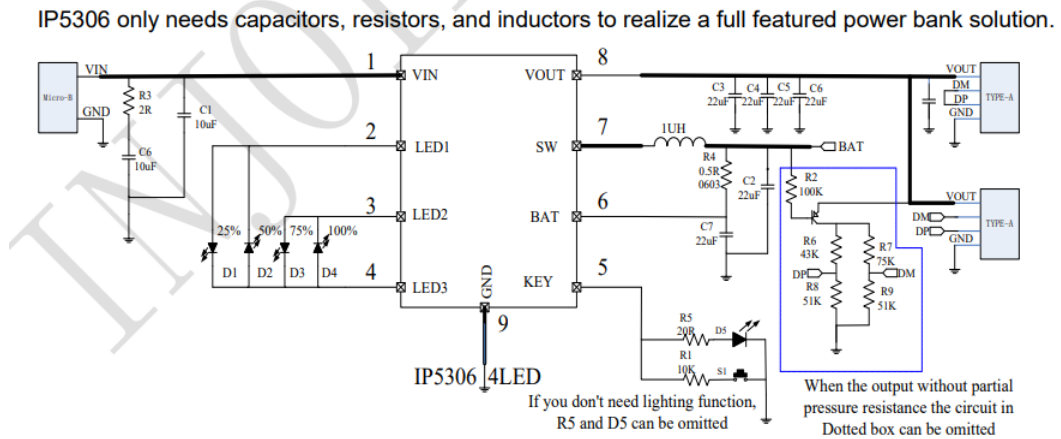 IP5306 only needs capacitors, resistors, and inductors to realize a full featured power bank solution.
INJO
Micro-B
VIN
GND
R3
2R
C6
10uF
C1
10uF
1
2
3
4
VIN
LED1
LED2
LED3
GND
VOUT
SW
BAT
KEY
8
7
6
5
9
25%
50%
75%
100%
D1
D2
D3
D4
IP5306 4LED
C3
22uF
C4
22uF
C5
22uF
C6
22uF
1UH
BAT
R4
0.5R
0603
C2
22uF
C7
22uF
R2
100K
R6
43K
R7
75K
DP
DM
R8
51K
R9
51K
VOUT
DM
DP
GND
TYPE-A
VOUT
DM
DP
GND
TYPE-A
R5
20R
D5
R1
10K
S1
If you don't need lighting function,
R5 and D5 can be omitted
When the output without partial
pressure resistance the circuit in
Dotted box can be omitted